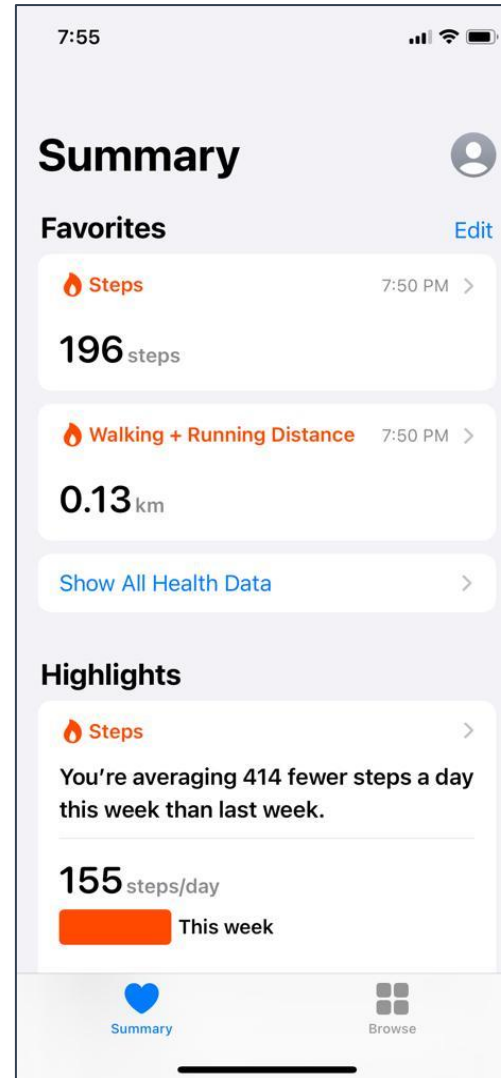 7:55
Summary
Favorites
Edit
Steps
7:50 PM
196 steps
Walking + Running Distance
7:50 PM
0.13 km
Show All Health Data
Highlights
Steps
You’re averaging 414 fewer steps a day
this week than last week.
155 steps/day
This week
Summary
Browse